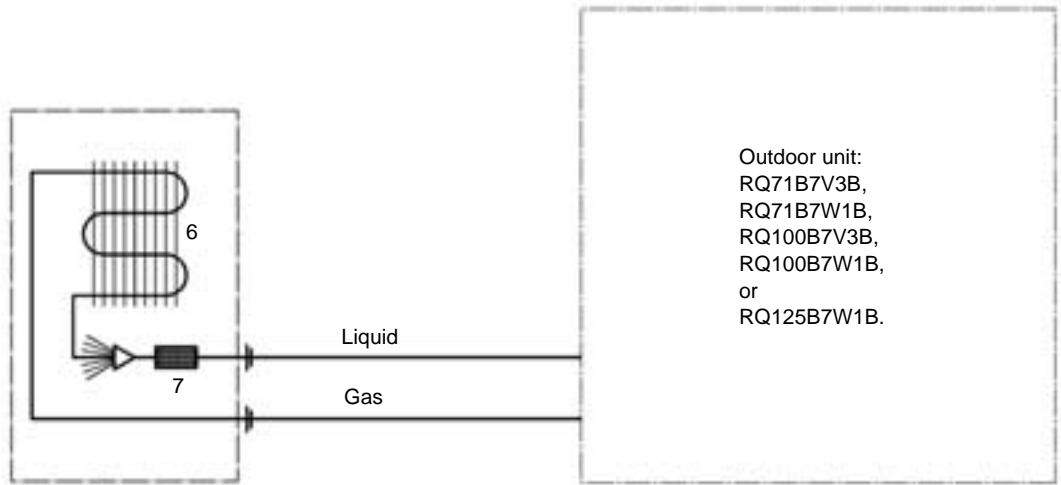 Outdoor unit:
RQ71B7V3B,
RQ71B7W1B,
RQ100B7V3B,
RQ100B7W1B,
or
RQ125B7W1B.
6
Liquid
7
Gas